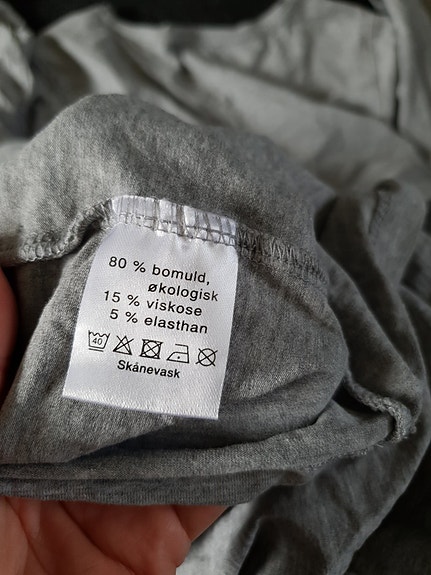 80 % bomuld,
økologisk
15 % viskose
5 % elasthan
40
Skånevask